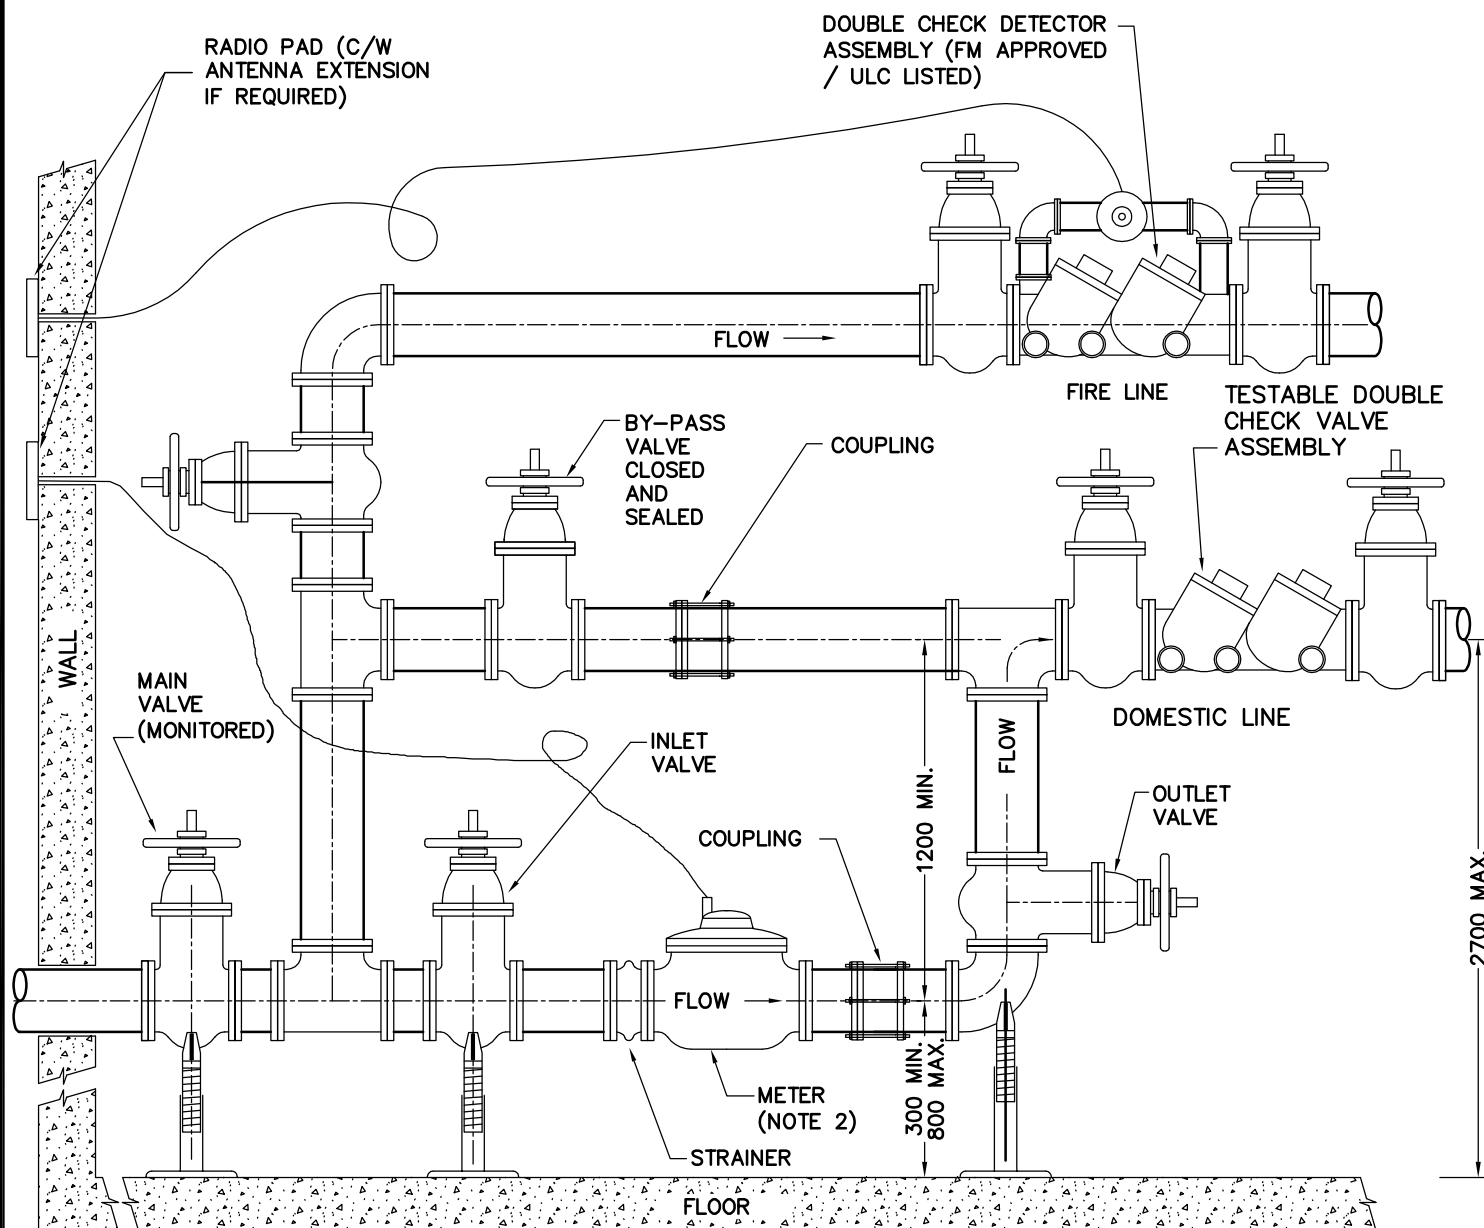 DOUBLE CHECK DETECTOR
ASSEMBLY (FM APPROVED
/ ULC LISTED)
RADIO PAD (C/W
ANTENNA EXTENSION
IF REQUIRED)
FLOW
FIRE LINE
TESTABLE DOUBLE
CHECK VALVE
ASSEMBLY
BY-PASS
VALVE
CLOSED
AND
SEALED
COUPLING
WALL
MAIN
VALVE
(MONITORED)
INLET
VALVE
DOMESTIC LINE
FLOW
1200 MIN.
OUTLET
VALVE
COUPLING
2700 MAX.
FLOW
METER
(NOTE 2)
300 MIN.
800 MAX.
STRAINER
FLOOR